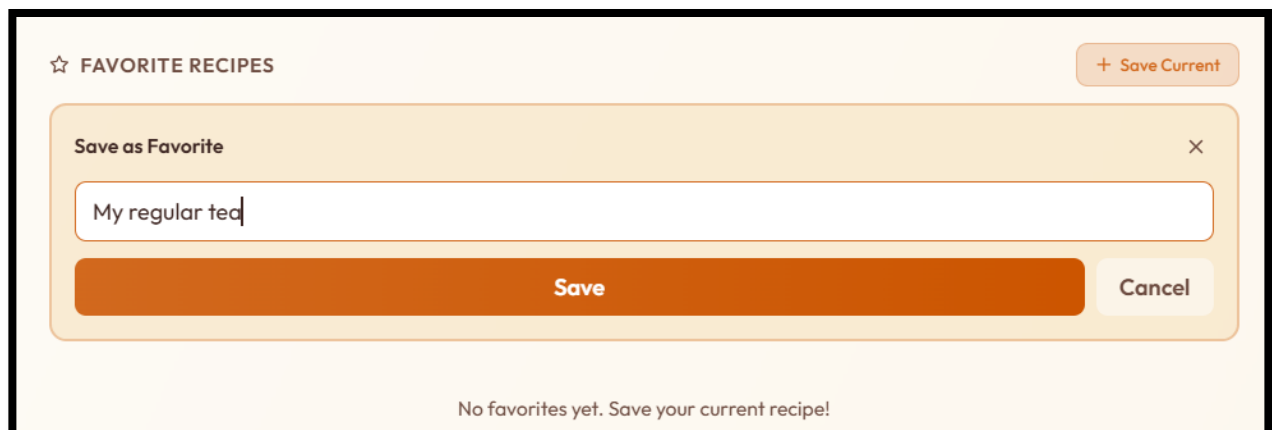 FAVORITE RECIPES
+ Save Current
Save as Favorite
My regular tea
Save
Cancel
No favorites yet. Save your current recipe!